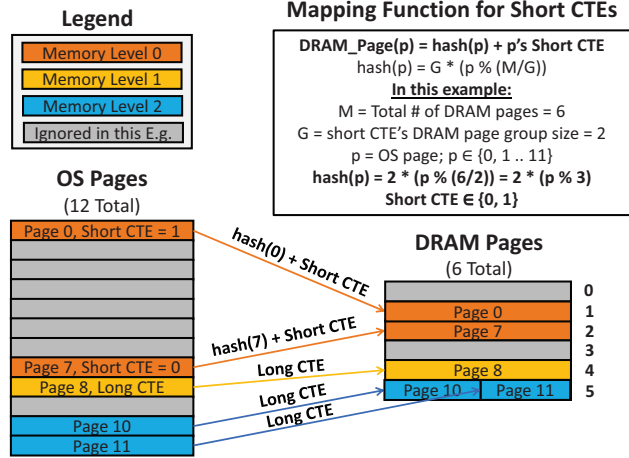 Legend
Memory Level 0
Memory Level 1
Memory Level 2
Ignored in this E.g.
Mapping Function for Short CTEs
DRAM_Page(p) = hash(p) + p's Short CTE
hash(p) = G * (p % (M/G))
In this example:
M = Total # of DRAM pages = 6
G = short CTE's DRAM page group size = 2
p = OS page; p ∈ {0, 1 .. 11}
hash(p) = 2 * (p % (6/2)) = 2 * (p % 3)
Short CTE ∈ {0, 1}
OS Pages
(12 Total)
Page 0, Short CTE = 1
Page 7, Short CTE = 0
Page 8, Long CTE
Page 10
Page 11
hash(0) + Short CTE
hash(7) + Short CTE
Long CTE
Long CTE
Long CTE
DRAM Pages
(6 Total)
0
Page 0 1
Page 7 2
3
Page 8 4
Page 10 Page 11 5